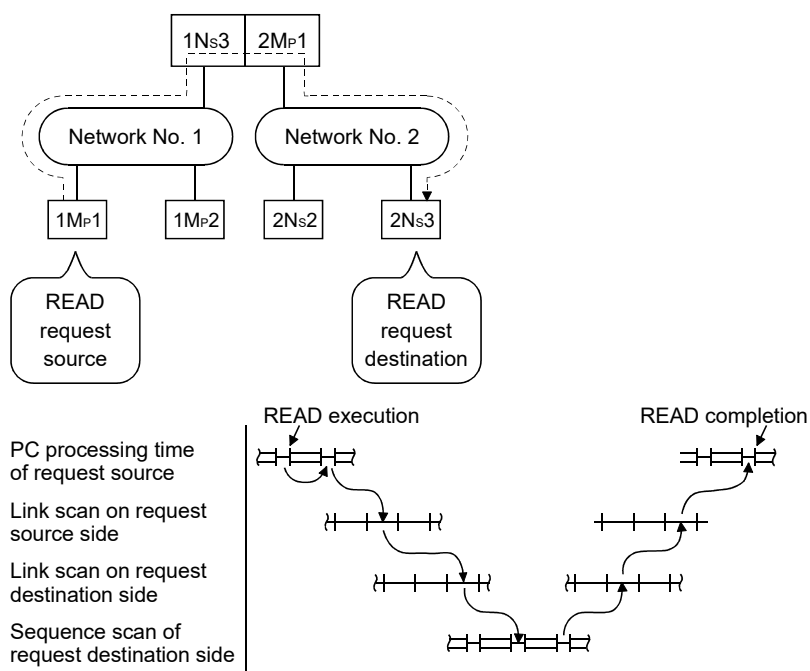 1Ns3 2MP1
Network No. 1 Network No. 2
1MP1 1MP2 2Ns2 2Ns3
READ
request
source
READ
request
destination
READ execution READ completion
PC processing time
of request source
Link scan on request
source side
Link scan on request
destination side
Sequence scan of
request destination side